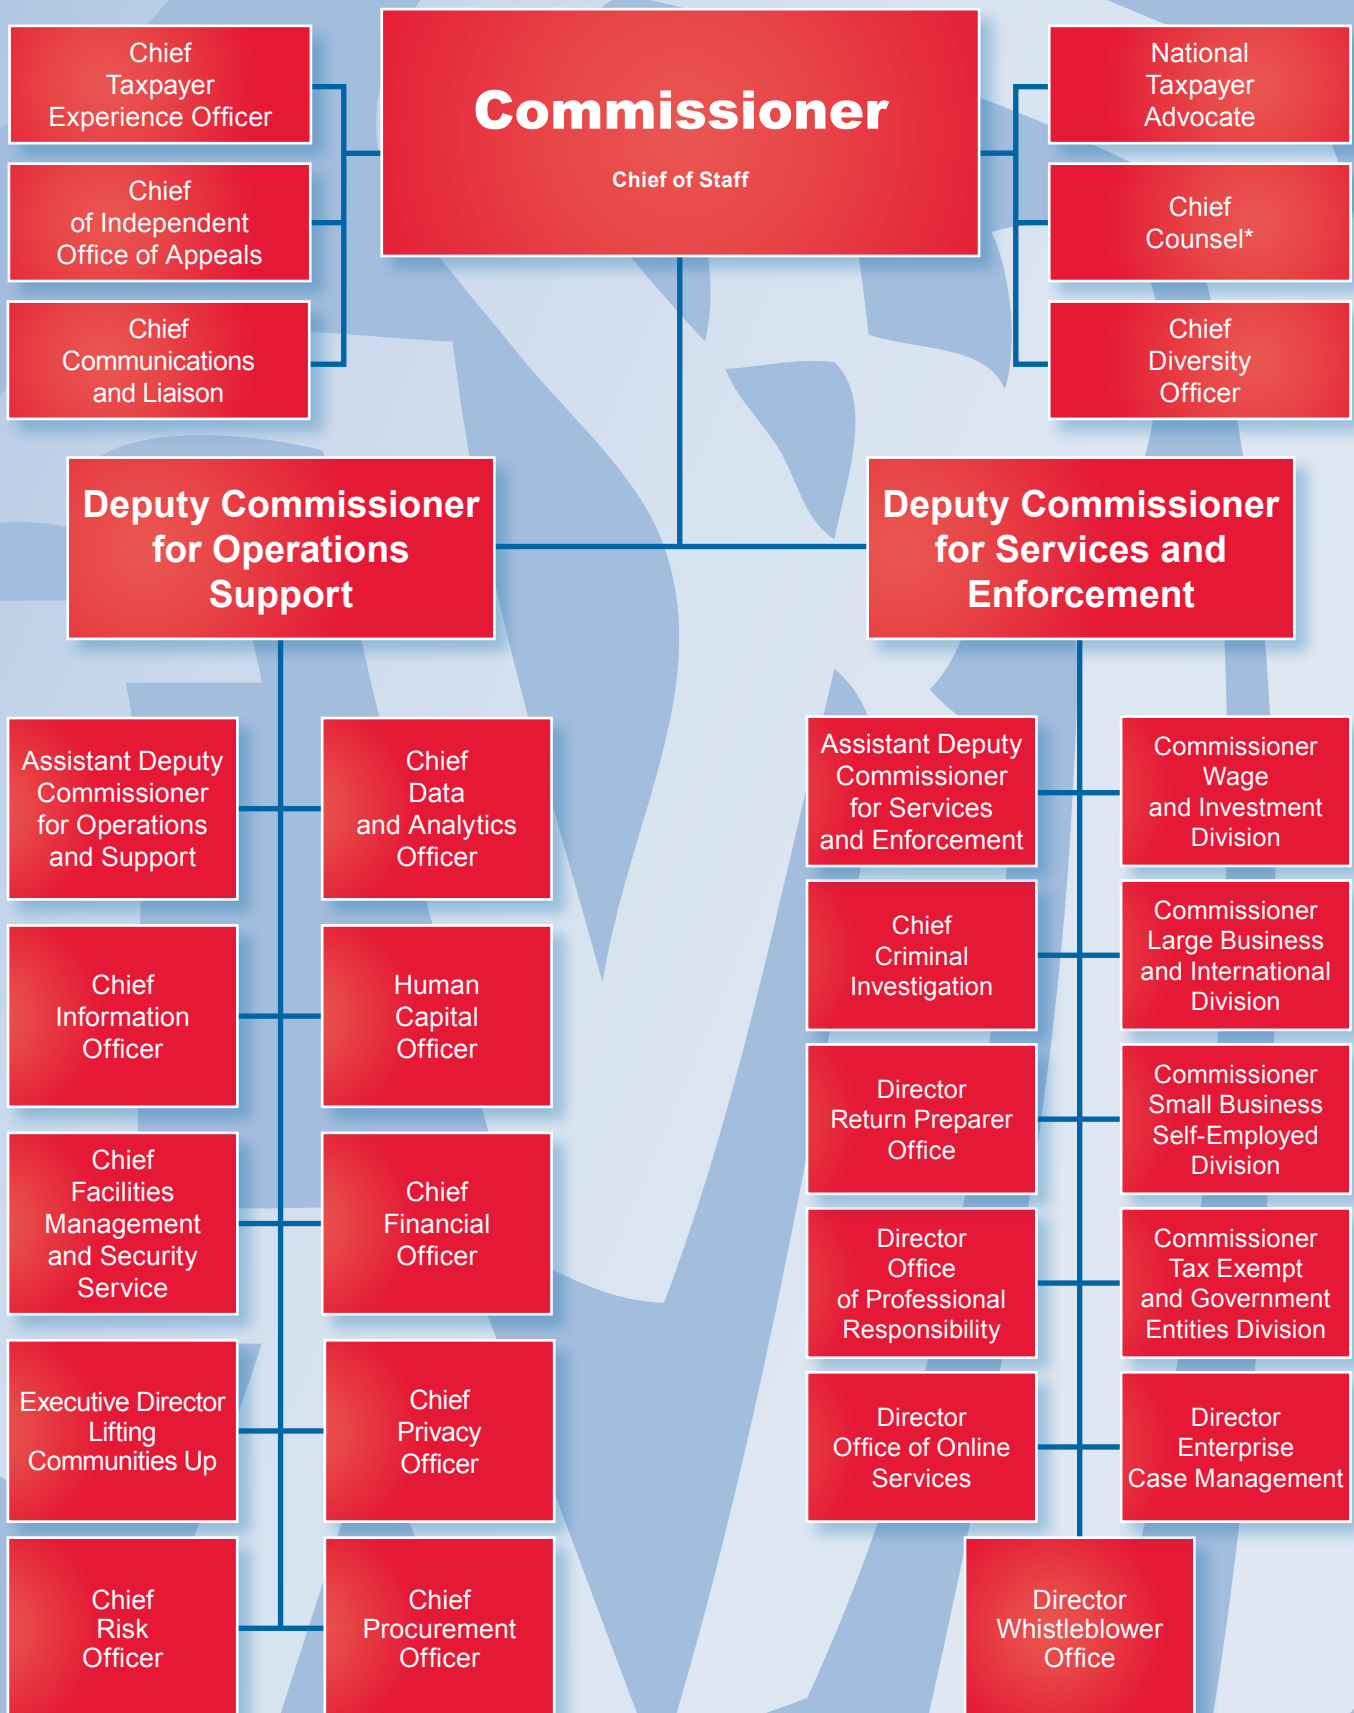 Chief
Taxpayer
Experience Officer
Commissioner
Chief of Staff
National
Taxpayer
Advocate
Chief
of Independent
Office of Appeals
Chief
Counsel*
Chief
Communications
and Liaison
Chief
Diversity
Officer
Deputy Commissioner
for Operations
Support
Deputy Commissioner
for Services and
Enforcement
Assistant Deputy
Commissioner
for Operations
and Support
Chief
Data
and Analytics
Officer
Chief
Information
Officer
Human
Capital
Officer
Chief
Facilities
Management
and Security
Service
Chief
Financial
Officer
Executive Director
Lifting
Communities Up
Chief
Privacy
Officer
Chief
Risk
Officer
Chief
Procurement
Officer
Assistant Deputy
Commissioner
for Services
and Enforcement
Commissioner
Wage
and Investment
Division
Chief
Criminal
Investigation
Commissioner
Large Business
and International
Division
Director
Return Preparer
Office
Commissioner
Small Business
Self-Employed
Division
Director
Office
of Professional
Responsibility
Commissioner
Tax Exempt
and Government
Entities Division
Director
Office of Online
Services
Director
Enterprise
Case Management
Director
Whistleblower
Office